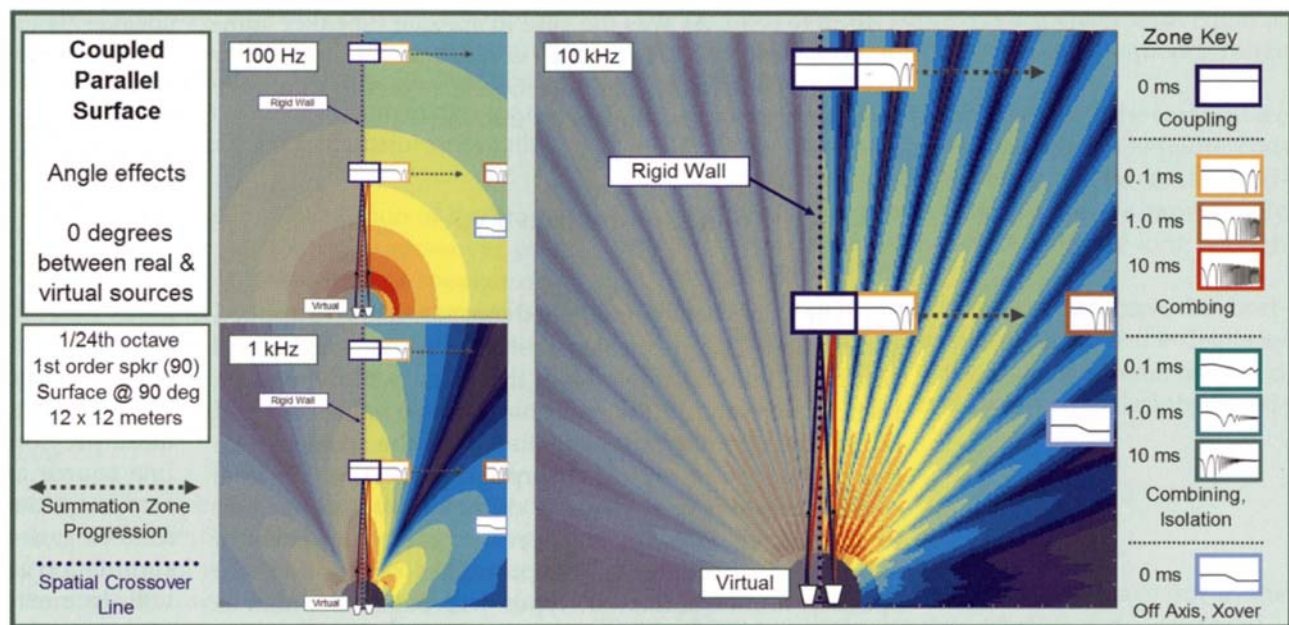 Coupled
Parallel
Surface
Angle effects
0 degrees
between real &
virtual sources
1/24th octave
1st order spkr (90)
Surface @ 90 deg
12 x 12 meters
Summation Zone
Progression
Spatial Crossover
Line
100 Hz
Rigid Wall
Virtual
1 kHz
Rigid Wall
Virtual
10 kHz
Rigid Wall
Virtual
Zone Key
0 ms
Coupling
0.1 ms
1.0 ms
10 ms
Combing
0.1 ms
1.0 ms
10 ms
Combining,
Isolation
0 ms
Off Axis, Xover